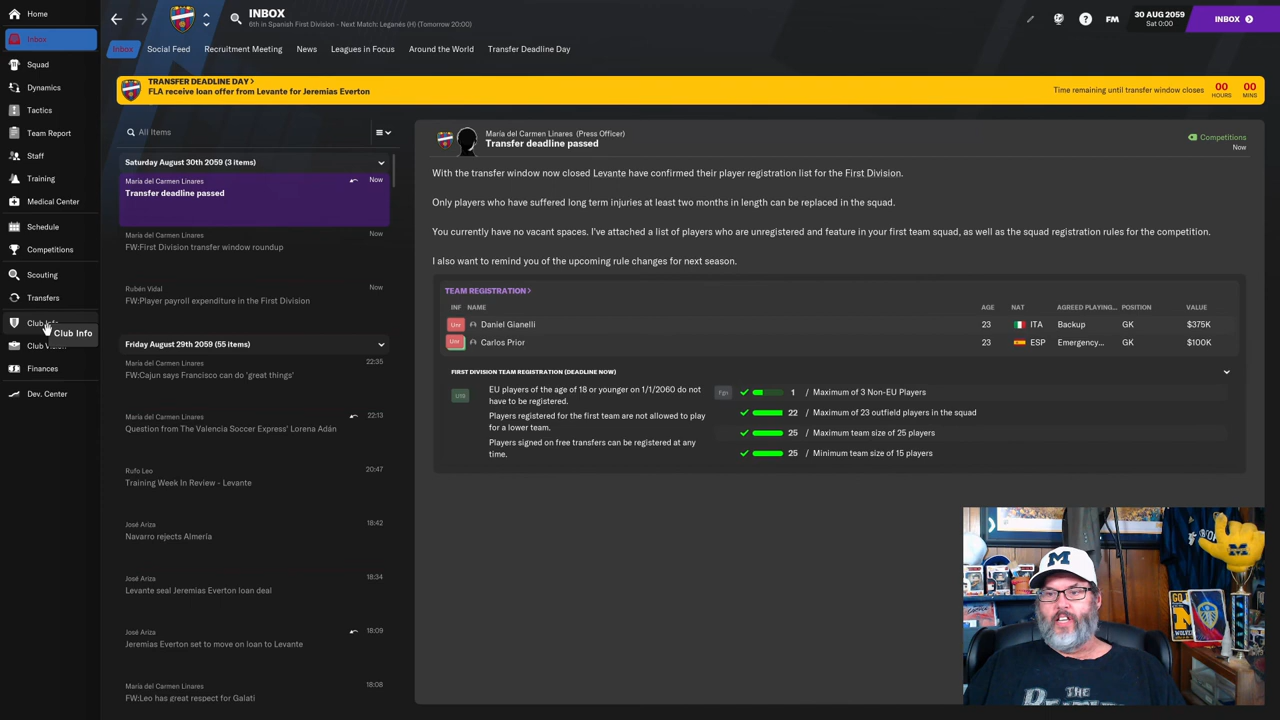 Home
Inbox
Squad
Dynamics
Tactics
Team Report
Staff
Training
Medical Center
Schedule
Competitions
Scouting
Transfers
Club Info
Club Info
Club Vision
Finances
Dev. Center
INBOX
6th in Spanish First Division - Next Match: Leganés (H) (Tomorrow 20:00)
FM
30 AUG 2059
Sat 0:00
INBOX
Inbox
Social Feed
Recruitment Meeting
News
Leagues in Focus
Around the World
Transfer Deadline Day
TRANSFER DEADLINE DAY
FLA receive loan offer from Levante for Jeremias Everton
Time remaining until transfer window closes
00 HOURS
00 MINS
All Items
Saturday August 30th 2059 (3 items)
María del Carmen Linares Now
Transfer deadline passed
María del Carmen Linares Now
FW:First Division transfer window roundup
Rubén Vidal Now
FW:Player payroll expenditure in the First Division
Friday August 29th 2059 (55 items)
María del Carmen Linares 22:35
FW:Cajun says Francisco can do 'great things'
María del Carmen Linares 22:13
Question from The Valencia Soccer Express' Lorena Adán
Rufo Leo 20:47
Training Week In Review - Levante
José Ariza 18:42
Navarro rejects Almería
José Ariza 18:34
Levante seal Jeremias Everton loan deal
José Ariza 18:09
Jeremias Everton set to move on loan to Levante
María del Carmen Linares 18:08
FW:Leo has great respect for Galati
María del Carmen Linares (Press Officer)
Transfer deadline passed
Competitions
Now
With the transfer window now closed Levante have confirmed their player registration list for the First Division.
Only players who have suffered long term injuries at least two months in length can be replaced in the squad.
You currently have no vacant spaces. I've attached a list of players who are unregistered and feature in your first team squad, as well as the squad registration rules for the competition.
I also want to remind you of the upcoming rule changes for next season.
TEAM REGISTRATION
INF NAME AGE NAT AGREED PLAYING... POSITION VALUE
Unr Daniel Gianelli 23 ITA Backup GK $375K
Unr Carlos Prior 23 ESP Emergency... GK $100K
FIRST DIVISION TEAM REGISTRATION (DEADLINE NOW)
U18
EU players of the age of 18 or younger on 1/1/2060 do not
have to be registered.
Players registered for the first team are not allowed to play
for a lower team.
Players signed on free transfers can be registered at any
time.
Fgn 1 / Maximum of 3 Non-EU Players
22 / Maximum of 23 outfield players in the squad
25 / Maximum team size of 25 players
25 / Minimum team size of 15 players
M
M
THE